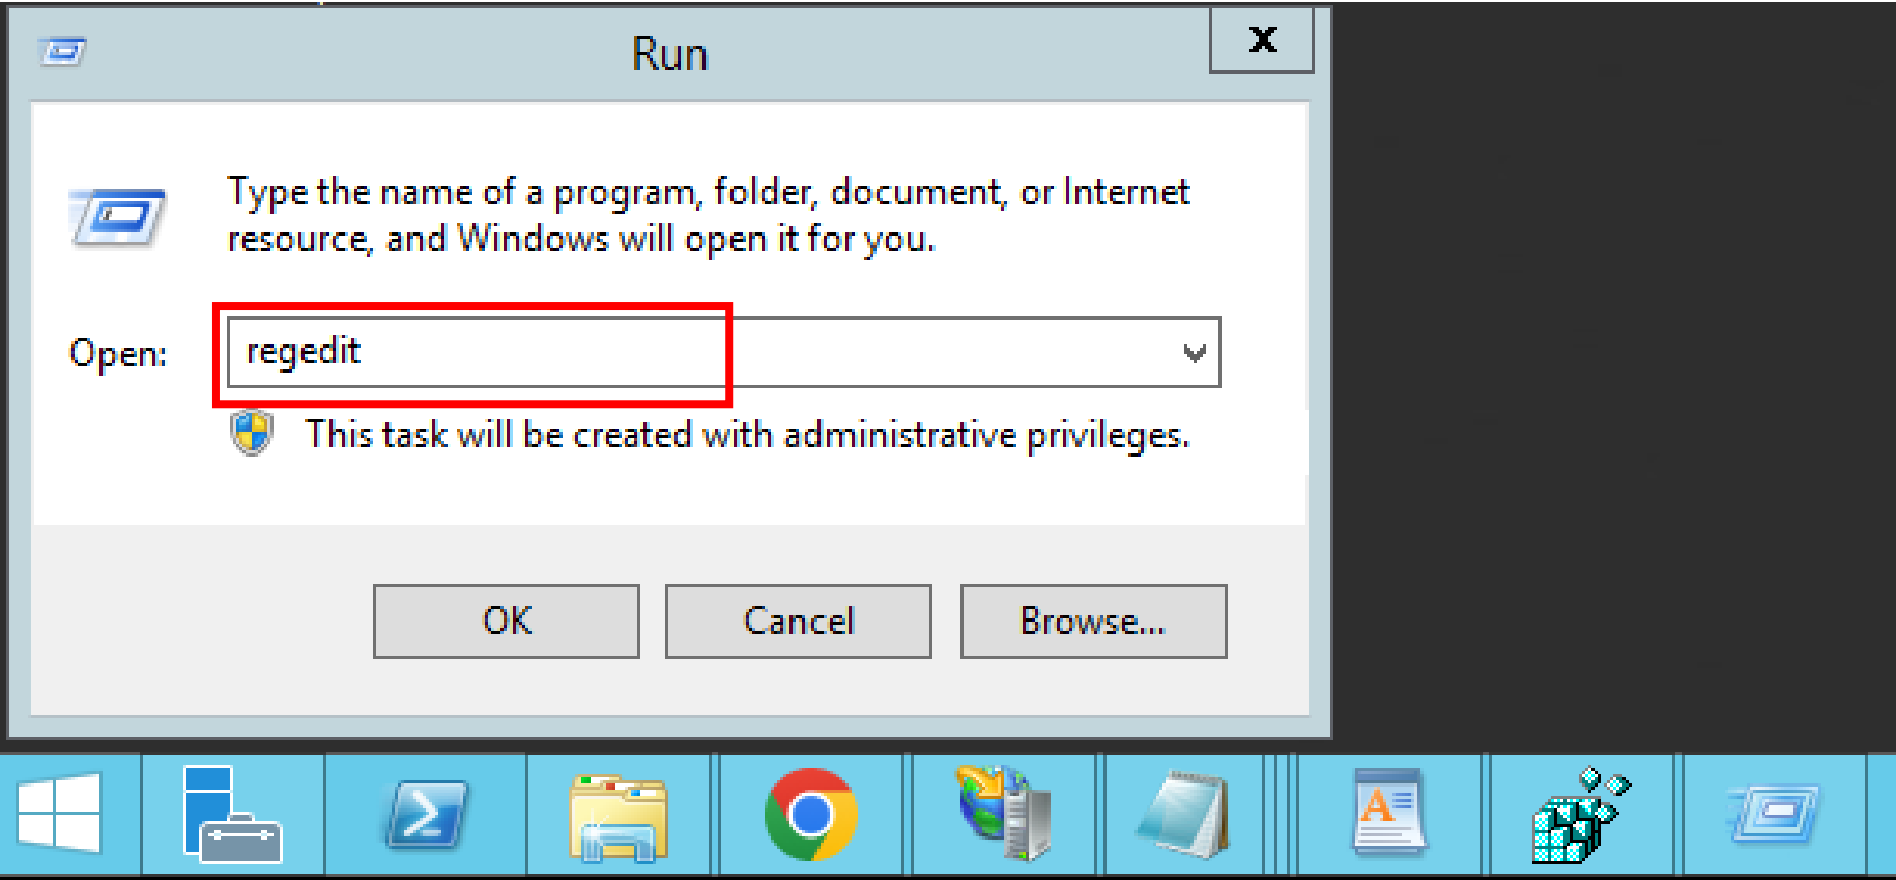 Run
x
Type the name of a program, folder, document, or Internet
resource, and Windows will open it for you.
Open:
regedit
This task will be created with administrative privileges.
OK
Cancel
Browse...
A